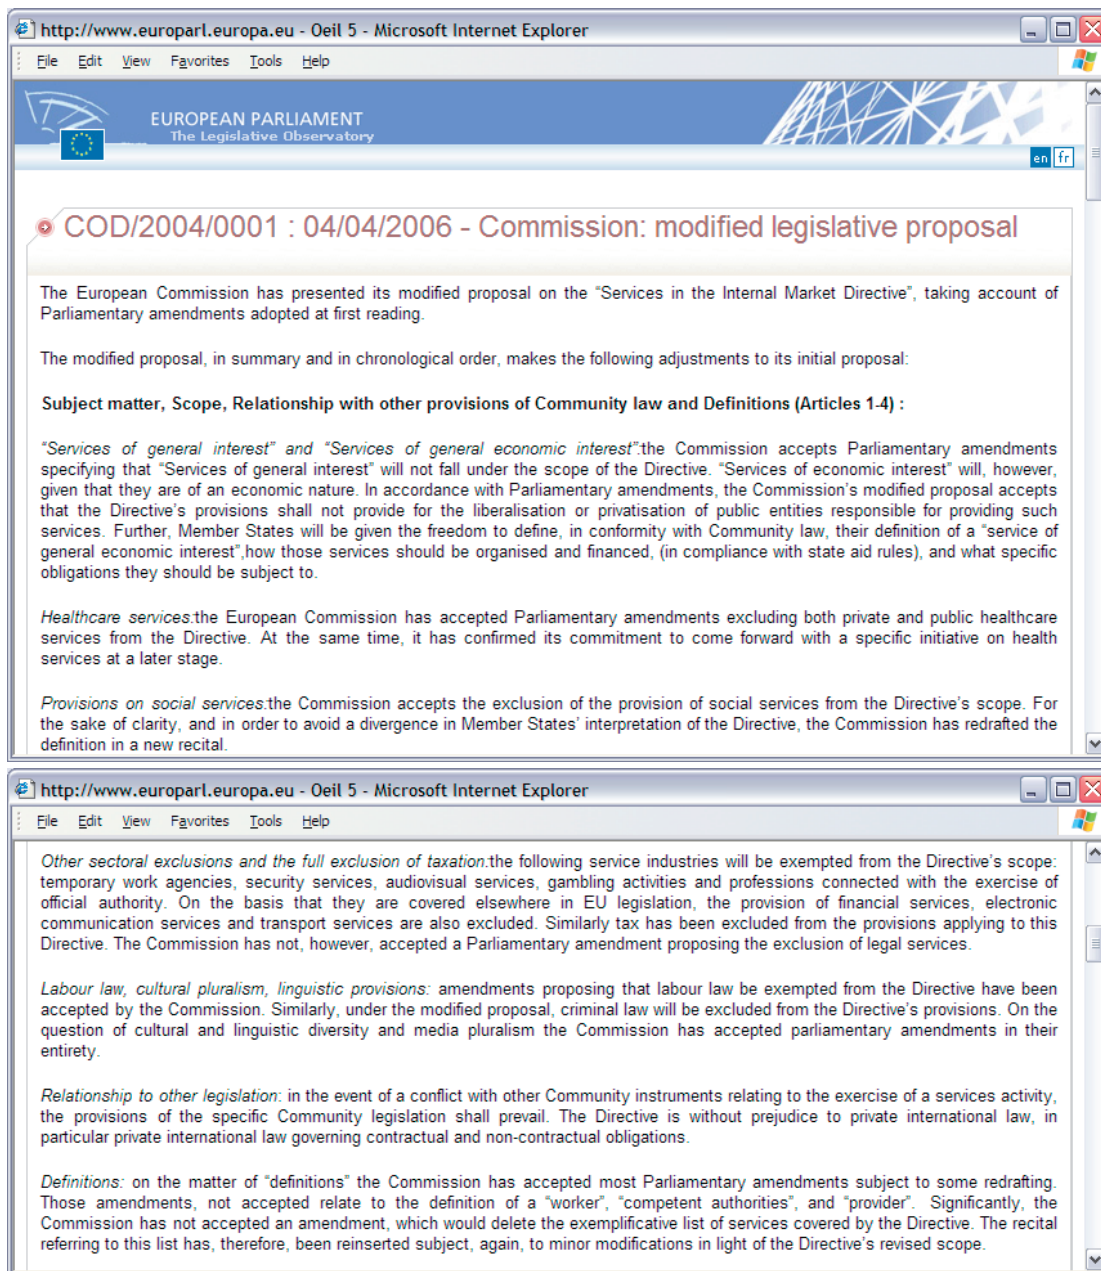 http://www.europarl.europa.eu - Oeil 5 - Microsoft Internet Explorer
File Edit View Favorites Tools Help
EUROPEAN PARLIAMENT
The Legislative Observatory
en fr
COD/2004/0001 : 04/04/2006 - Commission: modified legislative proposal
The European Commission has presented its modified proposal on the “Services in the Internal Market Directive”, taking account of
Parliamentary amendments adopted at first reading.
The modified proposal, in summary and in chronological order, makes the following adjustments to its initial proposal:
Subject matter, Scope, Relationship with other provisions of Community law and Definitions (Articles 1-4) :
“Services of general interest” and “Services of general economic interest”:the Commission accepts Parliamentary amendments
specifying that “Services of general interest” will not fall under the scope of the Directive. “Services of economic interest” will, however,
given that they are of an economic nature. In accordance with Parliamentary amendments, the Commission’s modified proposal accepts
that the Directive’s provisions shall not provide for the liberalisation or privatisation of public entities responsible for providing such
services. Further, Member States will be given the freedom to define, in conformity with Community law, their definition of a “service of
general economic interest”,how those services should be organised and financed, (in compliance with state aid rules), and what specific
obligations they should be subject to.
Healthcare services:the European Commission has accepted Parliamentary amendments excluding both private and public healthcare
services from the Directive. At the same time, it has confirmed its commitment to come forward with a specific initiative on health
services at a later stage.
Provisions on social services:the Commission accepts the exclusion of the provision of social services from the Directive’s scope. For
the sake of clarity, and in order to avoid a divergence in Member States’ interpretation of the Directive, the Commission has redrafted the
definition in a new recital.
http://www.europarl.europa.eu - Oeil 5 - Microsoft Internet Explorer
File Edit View Favorites Tools Help
Other sectoral exclusions and the full exclusion of taxation:the following service industries will be exempted from the Directive’s scope:
temporary work agencies, security services, audiovisual services, gambling activities and professions connected with the exercise of
official authority. On the basis that they are covered elsewhere in EU legislation, the provision of financial services, electronic
communication services and transport services are also excluded. Similarly tax has been excluded from the provisions applying to this
Directive. The Commission has not, however, accepted a Parliamentary amendment proposing the exclusion of legal services.
Labour law, cultural pluralism, linguistic provisions: amendments proposing that labour law be exempted from the Directive have been
accepted by the Commission. Similarly, under the modified proposal, criminal law will be excluded from the Directive’s provisions. On the
question of cultural and linguistic diversity and media pluralism the Commission has accepted parliamentary amendments in their
entirety.
Relationship to other legislation: in the event of a conflict with other Community instruments relating to the exercise of a services activity,
the provisions of the specific Community legislation shall prevail. The Directive is without prejudice to private international law, in
particular private international law governing contractual and non-contractual obligations.
Definitions: on the matter of “definitions” the Commission has accepted most Parliamentary amendments subject to some redrafting.
Those amendments, not accepted relate to the definition of a “worker”, “competent authorities”, and “provider”. Significantly, the
Commission has not accepted an amendment, which would delete the exemplificative list of services covered by the Directive. The recital
referring to this list has, therefore, been reinserted subject, again, to minor modifications in light of the Directive’s revised scope.